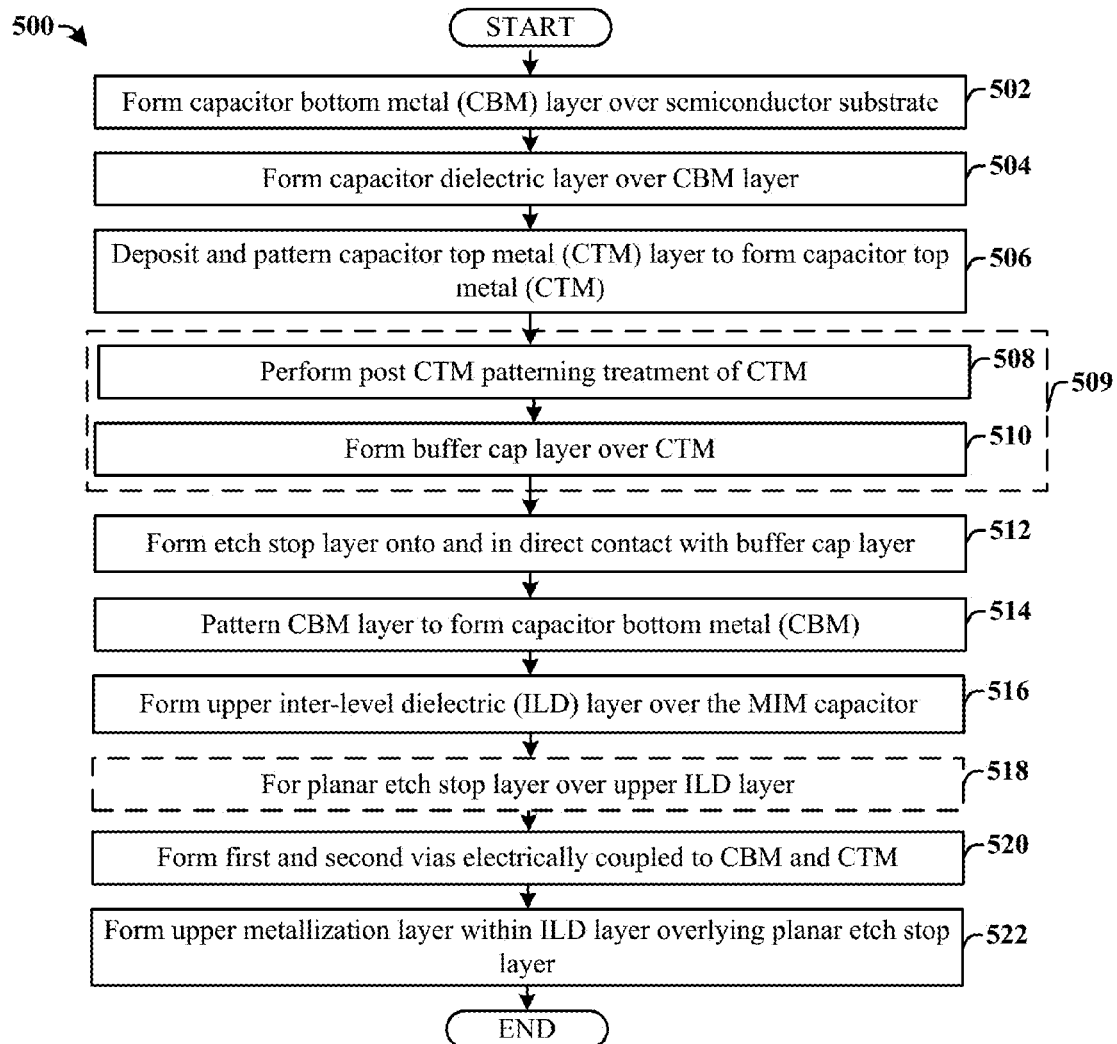 500
START
Form capacitor bottom metal (CBM) layer over semiconductor substrate
502
Form capacitor dielectric layer over CBM layer
504
Deposit and pattern capacitor top metal (CTM) layer to form capacitor top
metal (CTM)
506
Perform post CTM patterning treatment of CTM
508
509
Form buffer cap layer over CTM
510
Form etch stop layer onto and in direct contact with buffer cap layer
512
Pattern CBM layer to form capacitor bottom metal (CBM)
514
Form upper inter-level dielectric (ILD) layer over the MIM capacitor
516
For planar etch stop layer over upper ILD layer
518
Form first and second vias electrically coupled to CBM and CTM
520
Form upper metallization layer within ILD layer overlying planar etch stop
layer
522
END